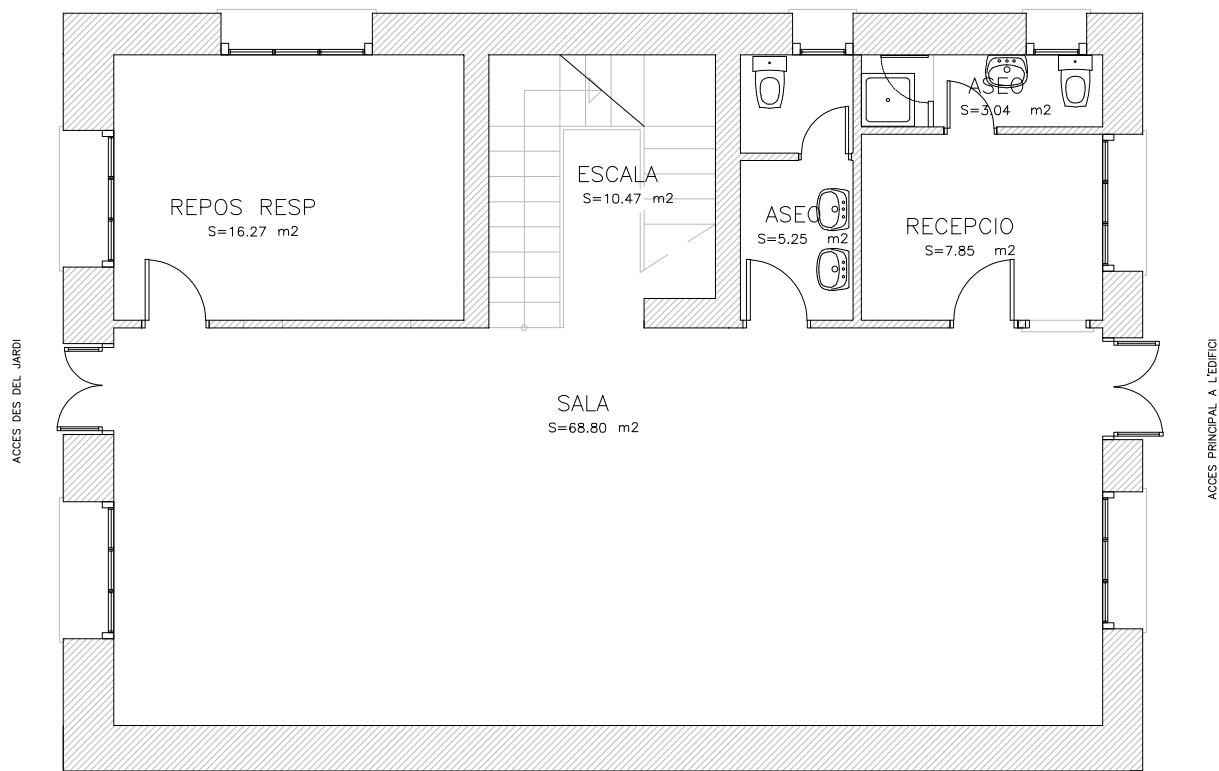 ASEO
S=3.04 m2
ESCALA
S=10.47 m2
REPOS RESP
S=16.27 m2
ASEO
S=5.25 m2
RECEPCIO
S=7.85 m2
ACCES DES DEL JARDI
SALA
S=68.80 m2
ACCES PRINCIPAL A L'EDIFICI